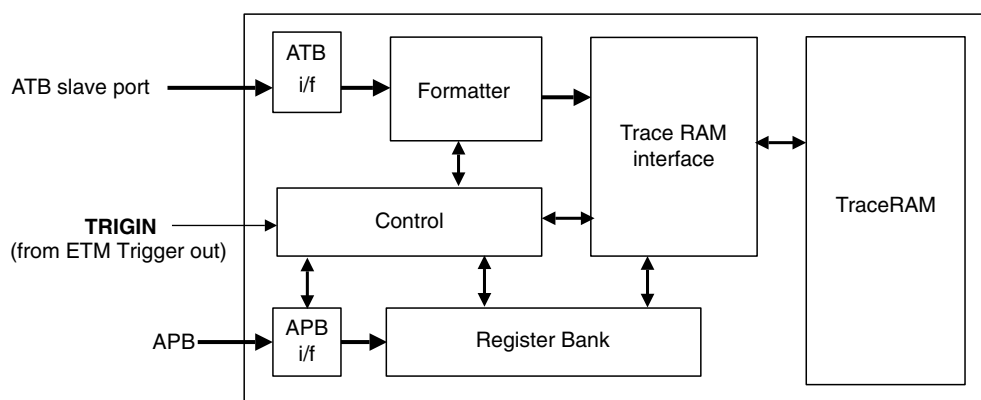 ATB
i/f
ATB slave port
Formatter
Trace RAM
interface
TraceRAM
TRIGIN
(from ETM Trigger out)
Control
APB
APB
i/f
Register Bank